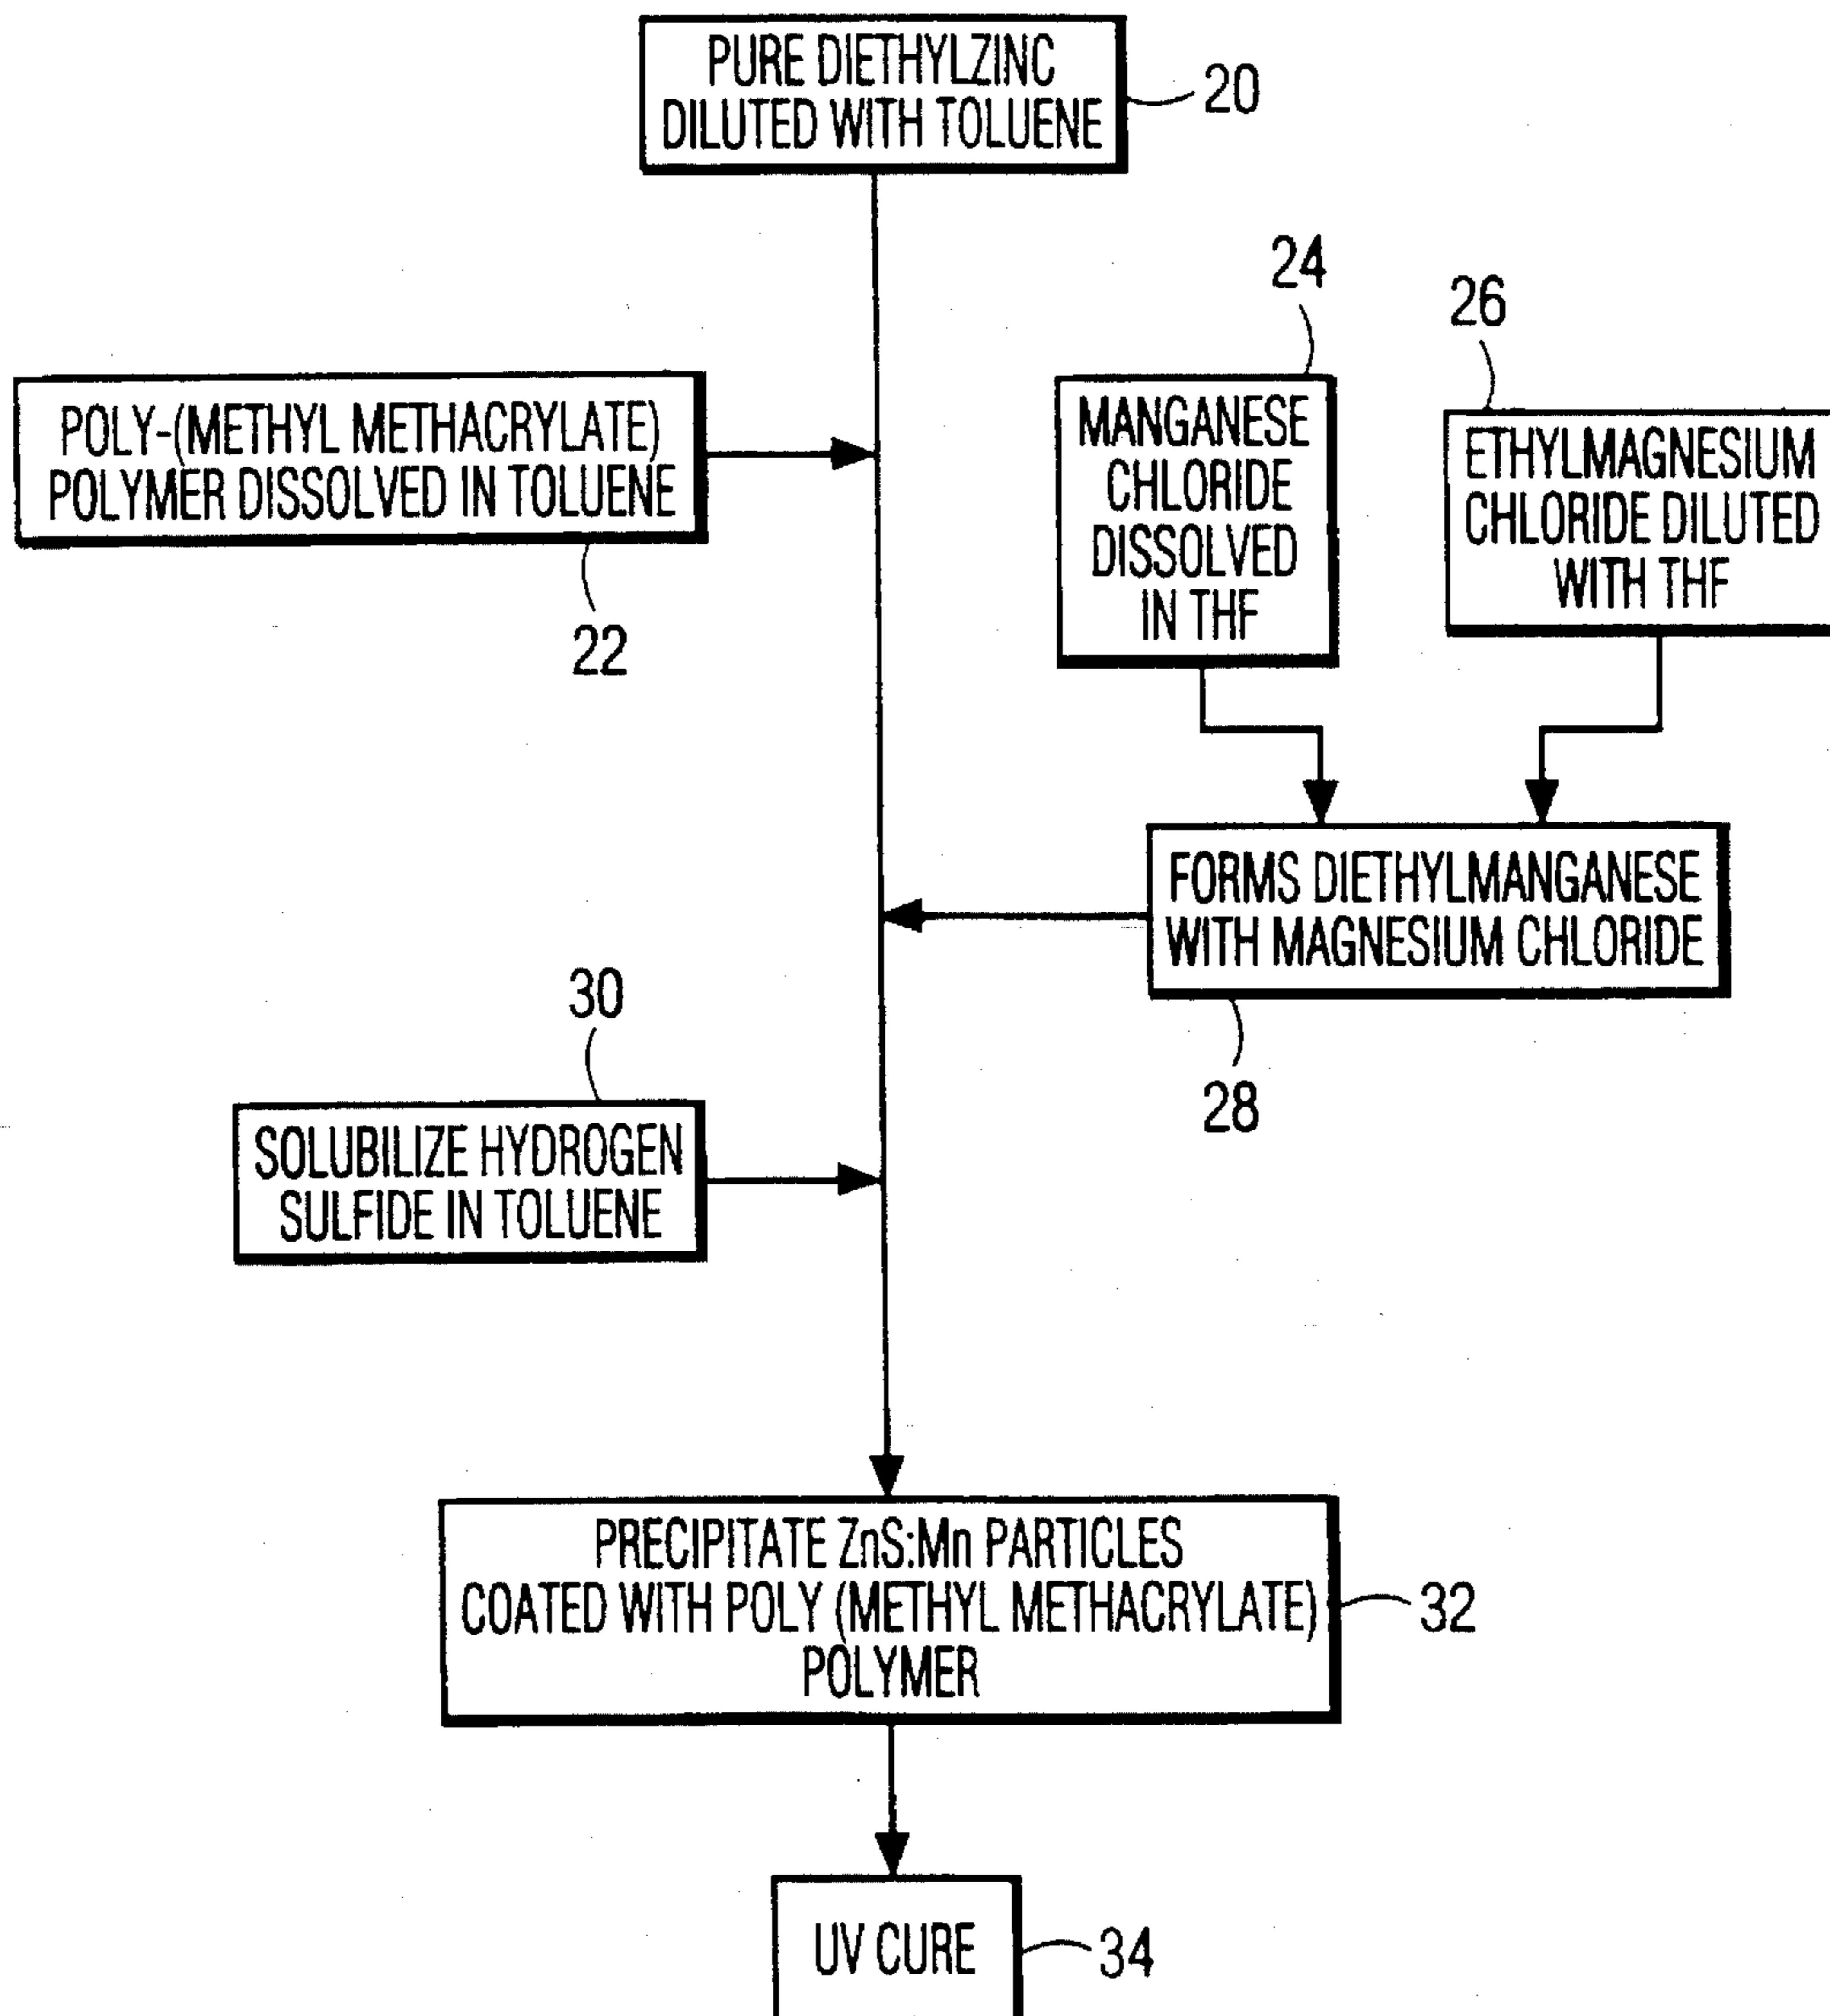 PURE DIETHYLZINC
DILUTED WITH TOLUENE
20
24
26
POLY-(METHYL METHACRYLATE)
POLYMER DISSOLVED IN TOLUENE
22
MANGANESE
CHLORIDE
DISSOLVED
IN THF
ETHYLMAGNESIUM
CHLORIDE DILUTED
WITH THF
FORMS DIETHYLMANGANESE
WITH MAGNESIUM CHLORIDE
28
30
SOLUBILIZE HYDROGEN
SULFIDE IN TOLUENE
PRECIPITATE ZnS:Mn PARTICLES
COATED WITH POLY (METHYL METHACRYLATE)
POLYMER
32
UV CURE
34